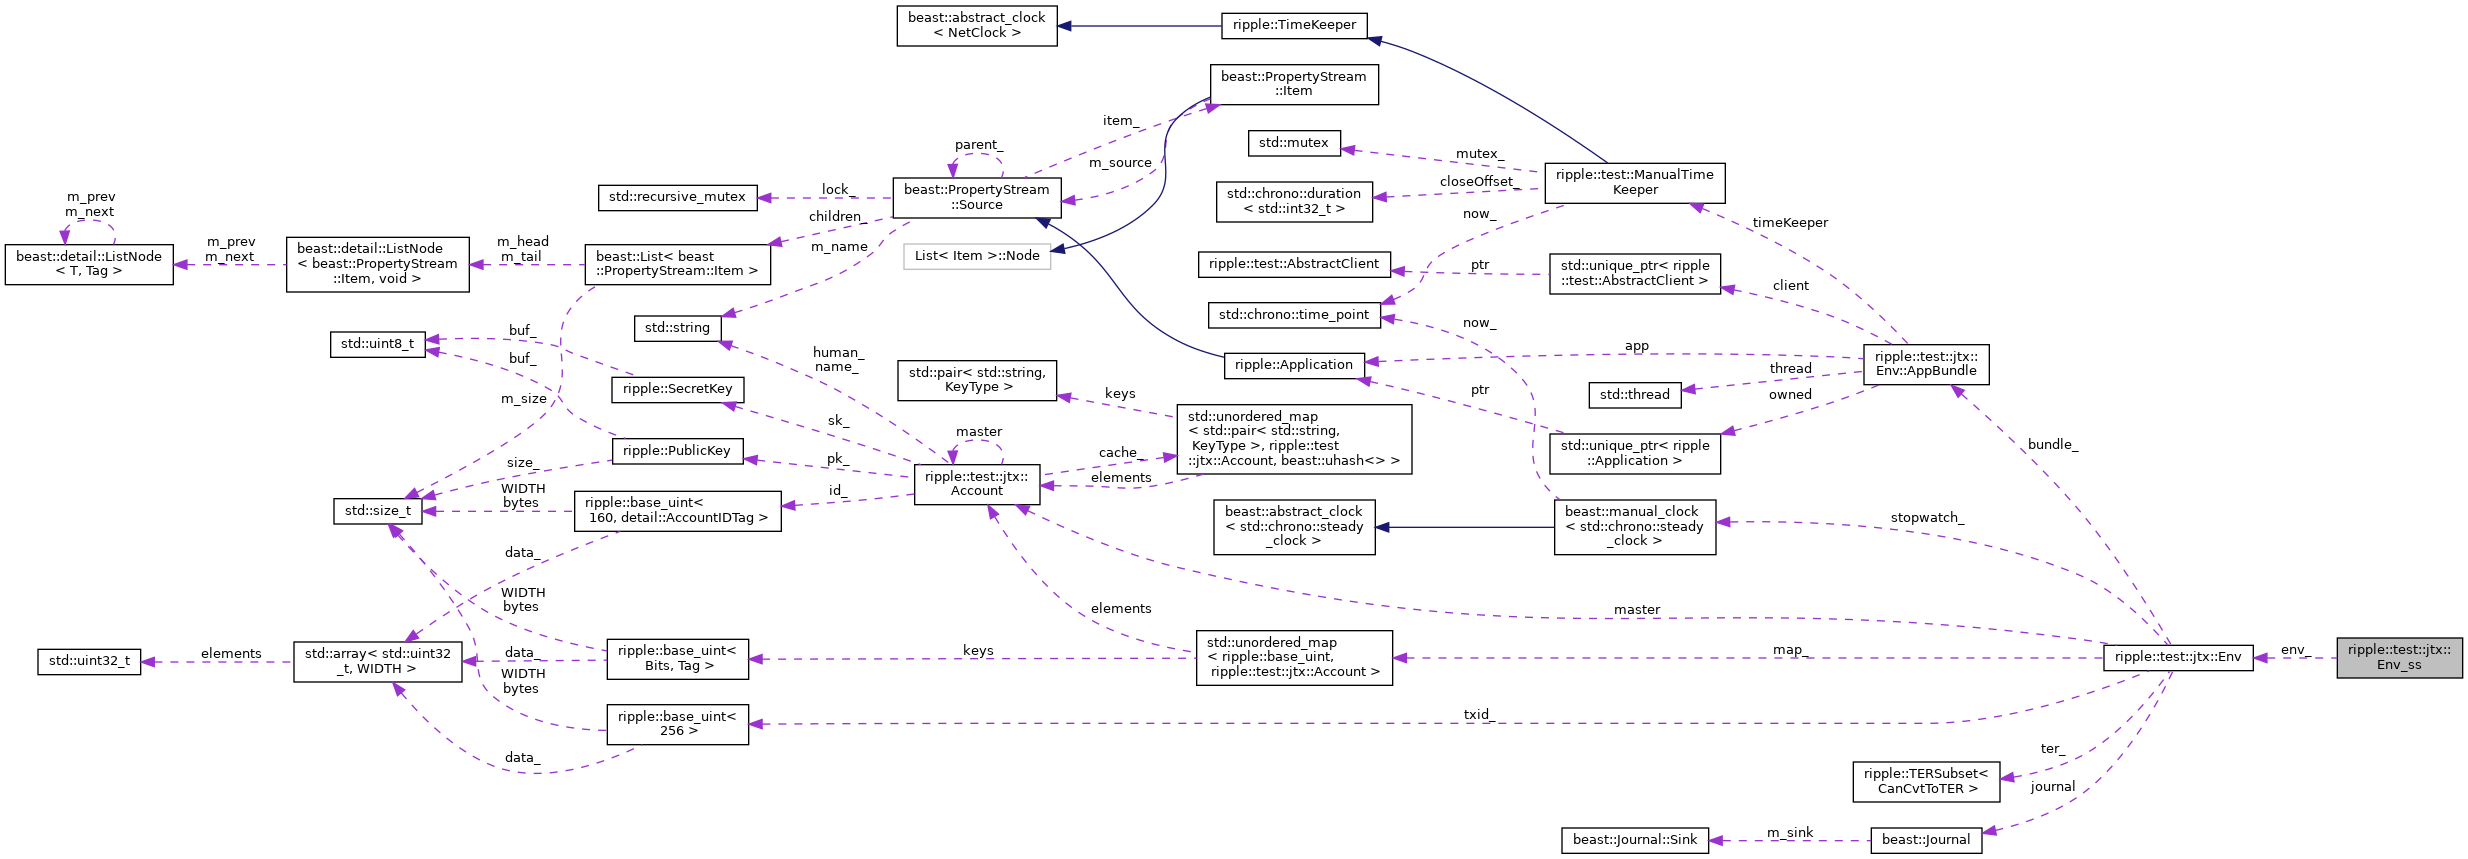 beast::abstract_clock
< NetClock >
ripple::TimeKeeper
beast::PropertyStream
::Item
item_
std::mutex
mutex_
parent_
m_source
ripple::test::ManualTime
Keeper
closeOffset_
std::chrono::duration
< std::int32_t >
beast::PropertyStream
::Source
lock_
std::recursive_mutex
m_prev
m_next
children_
now_
timeKeeper
m_name
m_head
m_tail
m_prev
m_next
beast::detail::ListNode
< T, Tag >
beast::detail::ListNode
< beast::PropertyStream
::Item, void >
beast::List< beast
::PropertyStream::Item >
List< Item >::Node
ripple::test::AbstractClient
ptr
std::unique_ptr< ripple
::test::AbstractClient >
client
std::chrono::time_point
now_
std::string
buf_
std::uint8_t
buf_
human_
name_
app
ripple::Application
ripple::test::jtx::
Env::AppBundle
thread
std::thread
owned
ptr
std::pair< std::string,
KeyType >
keys
ripple::SecretKey
m_size
sk_
std::unordered_map
< std::pair< std::string,
KeyType >, ripple::test
::jtx::Account, beast::uhash<> >
master
std::unique_ptr< ripple
::Application >
bundle_
ripple::PublicKey
size_
pk_
cache_
elements
ripple::test::jtx::
Account
id_
WIDTH
bytes
std::size_t
ripple::base_uint<
160, detail::AccountIDTag >
beast::abstract_clock
< std::chrono::steady
_clock >
beast::manual_clock
< std::chrono::steady
_clock >
stopwatch_
data_
WIDTH
bytes
elements
master
std::uint32_t
elements
std::array< std::uint32
_t, WIDTH >
data_
ripple::base_uint<
Bits, Tag >
keys
std::unordered_map
< ripple::base_uint,
ripple::test::jtx::Account >
map_
ripple::test::jtx::Env
env_
ripple::test::jtx::
Env_ss
WIDTH
bytes
ripple::base_uint<
256 >
txid_
data_
ter_
ripple::TERSubset<
CanCvtToTER >
journal
beast::Journal::Sink
m_sink
beast::Journal